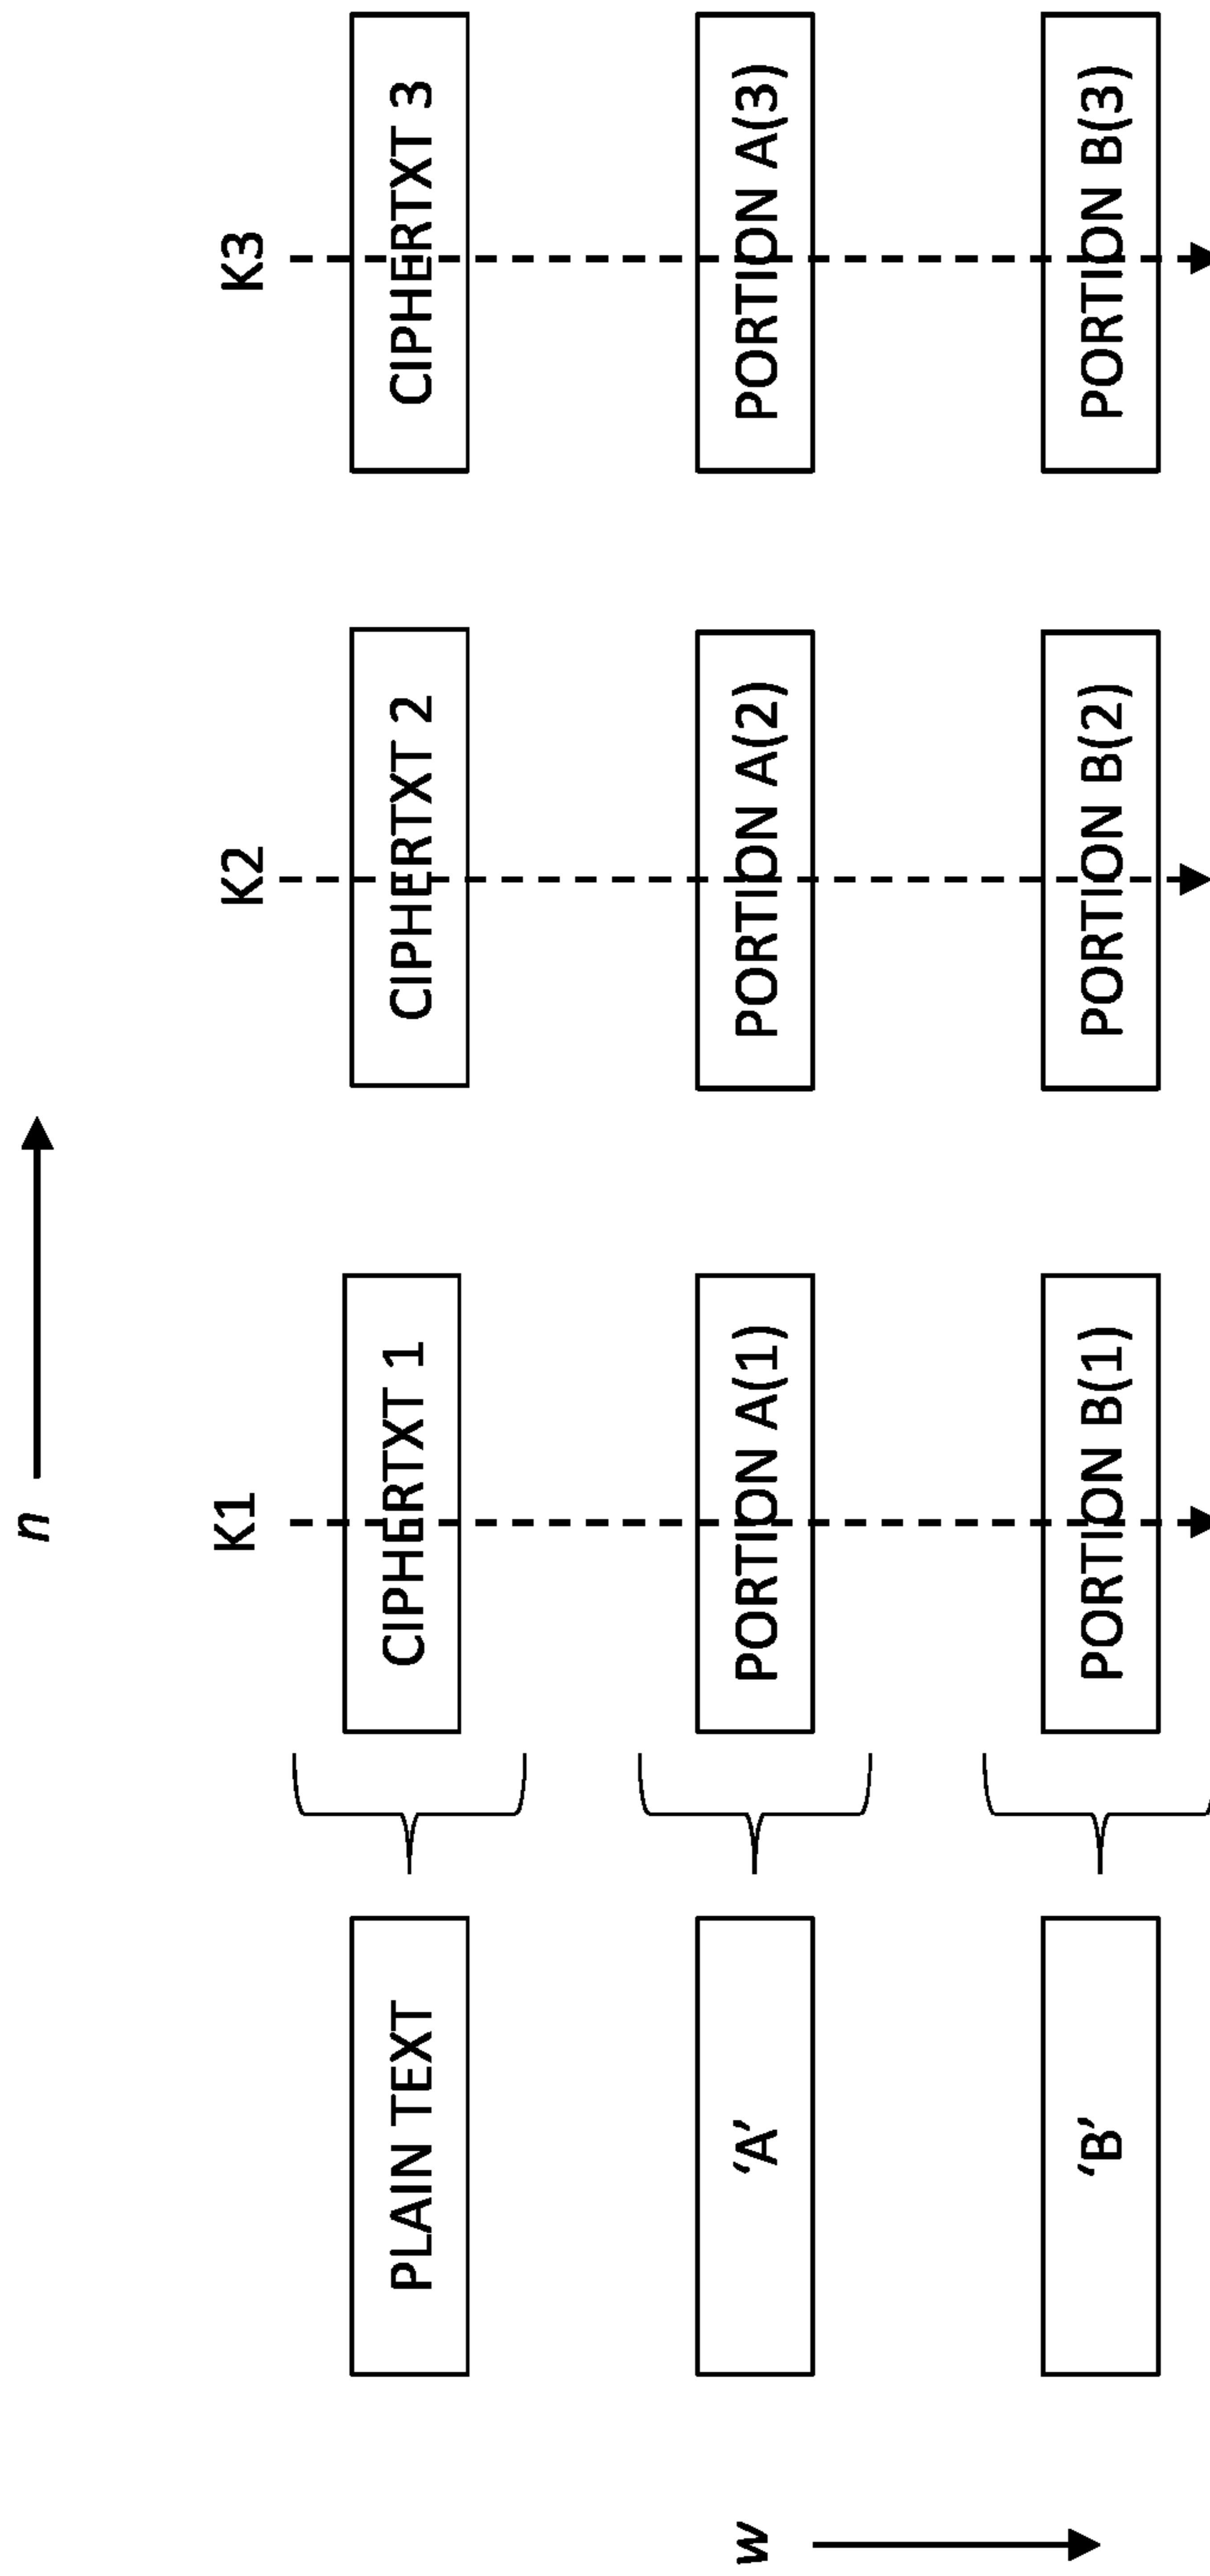 n
K1 K2 K3
PLAIN TEXT CIPHERTXT 1 CIPHERTXT 2 CIPHERTXT 3
w ‘A’ PORTION A(1) PORTION A(2) PORTION A(3)
‘B’ PORTION B(1) PORTION B(2) PORTION B(3)